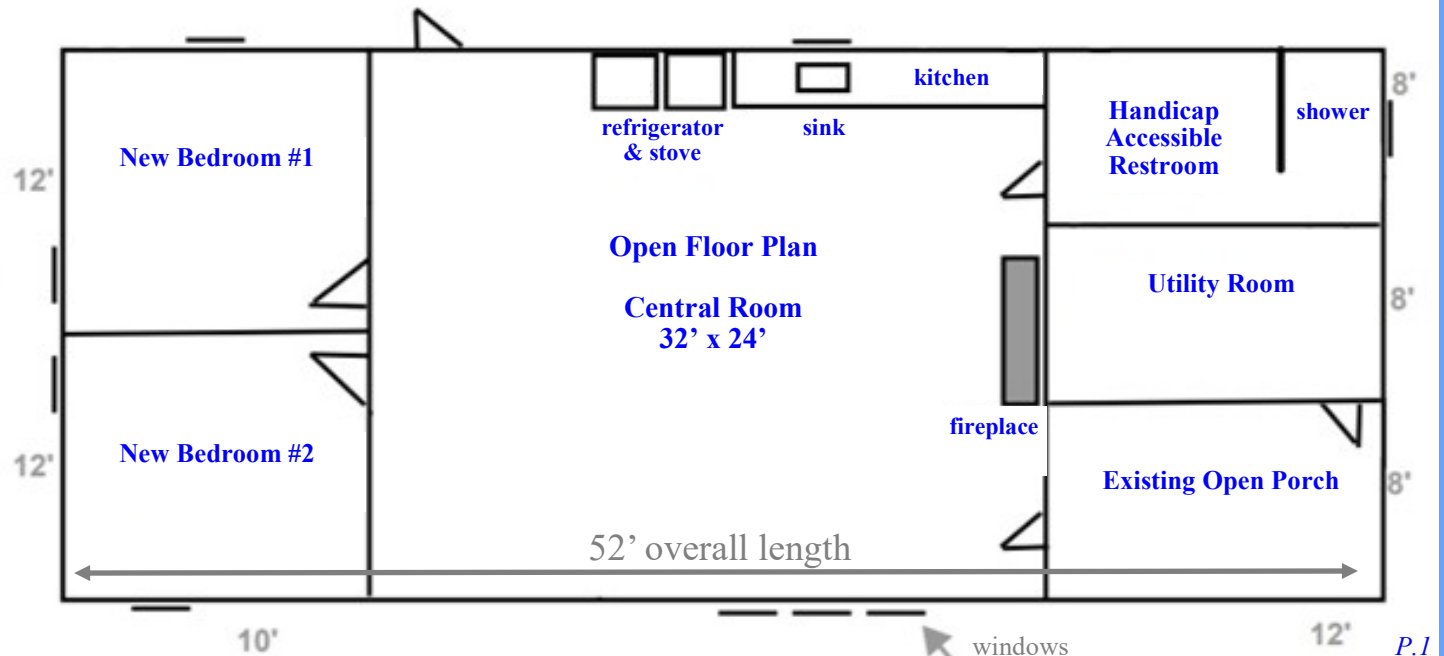 8'
kitchen
refrigerator
& stove
sink
Handicap
Accessible
Restroom
shower
New Bedroom #1
12'
Open Floor Plan
Central Room
32’ x 24’
Utility Room
8'
fireplace
New Bedroom #2
12'
Existing Open Porch
8'
52’ overall length
10'
windows
12'
P.1